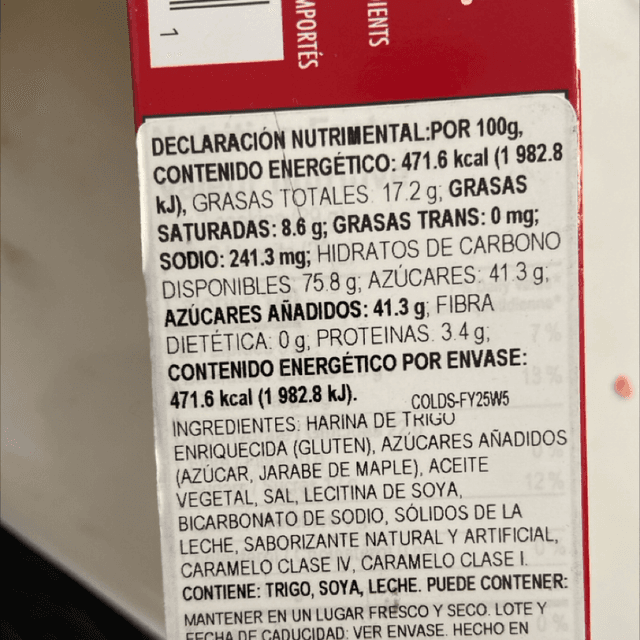 1
IMPORTÉS
IENTS
DECLARACIÓN NUTRIMENTAL:POR 100g,
CONTENIDO ENERGÉTICO: 471.6 kcal (1 982.8
kJ), GRASAS TOTALES: 17.2 g; GRASAS
SATURADAS: 8.6 g; GRASAS TRANS: 0 mg;
SODIO: 241.3 mg; HIDRATOS DE CARBONO
DISPONIBLES: 75.8 g; AZÚCARES: 41.3 g;
AZÚCARES AÑADIDOS: 41.3 g; FIBRA
DIETÉTICA: 0 g; PROTEINAS: 3.4 g;
CONTENIDO ENERGÉTICO POR ENVASE:
471.6 kcal (1 982.8 kJ).
COLDS-FY25W5
INGREDIENTES: HARINA DE TRIGO
ENRIQUECIDA (GLUTEN), AZÚCARES AÑADIDOS
(AZÚCAR, JARABE DE MAPLE), ACEITE
VEGETAL, SAL, LECITINA DE SOYA,
BICARBONATO DE SODIO, SÓLIDOS DE LA
LECHE, SABORIZANTE NATURAL Y ARTIFICIAL,
CARAMELO CLASE IV, CARAMELO CLASE I.
CONTIENE: TRIGO, SOYA, LECHE. PUEDE CONTENER:
MANTENER EN UN LUGAR FRESCO Y SECO. LOTE Y
FECHA DE CADUCIDAD: VER ENVASE. HECHO EN
7%
13%
12%
0%
0%